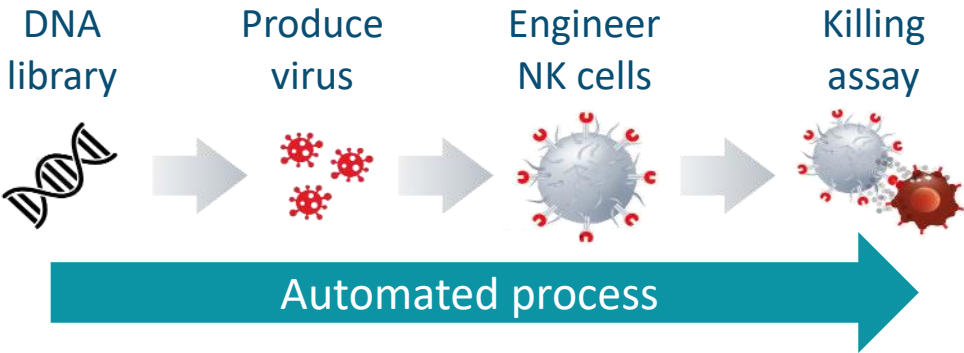 DNA
library
Produce
virus
Engineer
NK cells
Killing
assay
Automated process